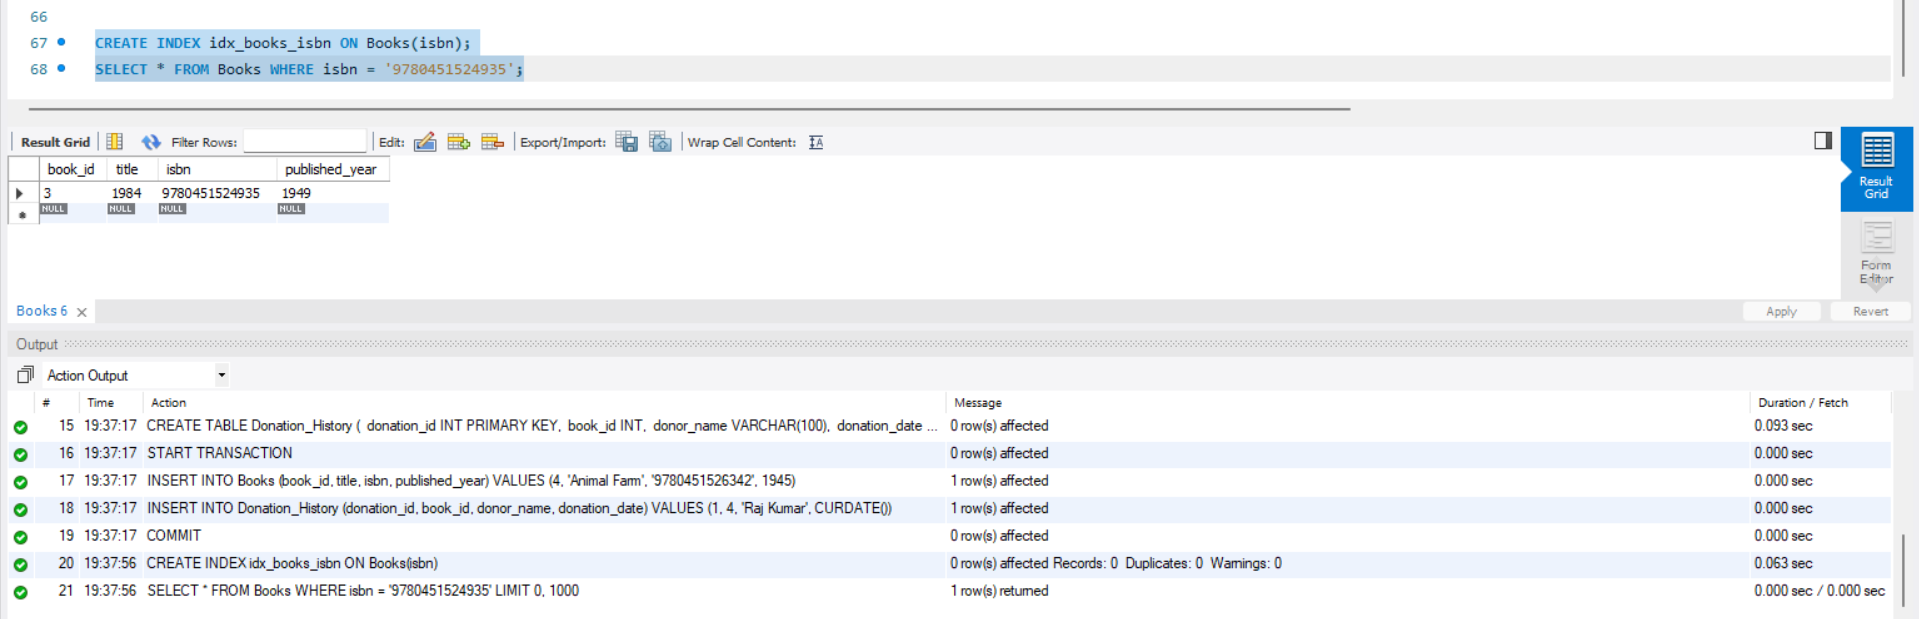 66
67 CREATE INDEX idx_books_isbn ON Books(isbn);
68 SELECT * FROM Books WHERE isbn = '9780451524935';
Result Grid Filter Rows: Edit: Export/Import: Wrap Cell Content:
book_id title isbn published_year
3 1984 9780451524935 1949
NULL NULL NULL NULL
Result
Grid
Form
Editor
Books 6 Apply Revert
Output
Action Output
# Time Action Message Duration / Fetch
15 19:37:17 CREATE TABLE Donation_History ( donation_id INT PRIMARY KEY, book_id INT, donor_name VARCHAR(100), donation_date ... 0 row(s) affected 0.093 sec
16 19:37:17 START TRANSACTION 0 row(s) affected 0.000 sec
17 19:37:17 INSERT INTO Books (book_id, title, isbn, published_year) VALUES (4, 'Animal Farm', '9780451526342', 1945) 1 row(s) affected 0.000 sec
18 19:37:17 INSERT INTO Donation_History (donation_id, book_id, donor_name, donation_date) VALUES (1, 4, 'Raj Kumar', CURDATE()) 1 row(s) affected 0.000 sec
19 19:37:17 COMMIT 0 row(s) affected 0.000 sec
20 19:37:56 CREATE INDEX idx_books_isbn ON Books(isbn) 0 row(s) affected Records: 0 Duplicates: 0 Warnings: 0 0.063 sec
21 19:37:56 SELECT * FROM Books WHERE isbn = '9780451524935' LIMIT 0, 1000 1 row(s) returned 0.000 sec / 0.000 sec